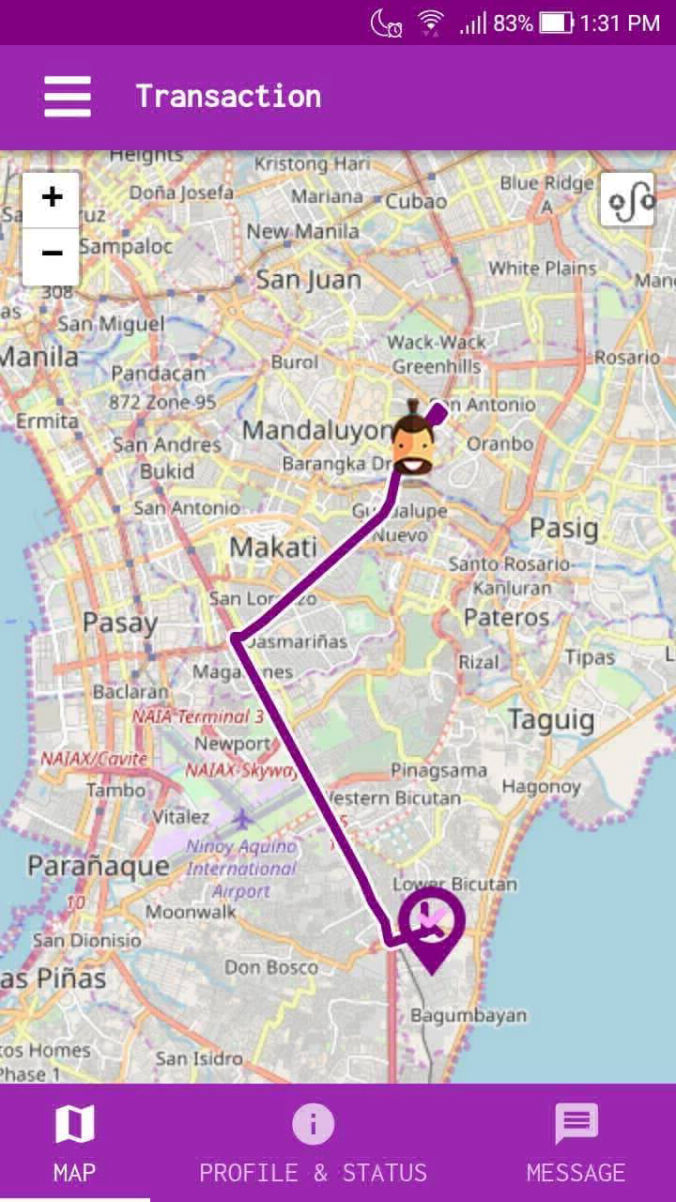 83% 1:31 PM
Transaction
Heights
Kristong Hari
+
Doña Josefa
Mariana
Cubao
Blue Ridge
A
New Manila
Sampaloc
−
San Juan
White Plains
308
San Miguel
Manila
Wack-Wack
Greenhills
Rosario
Pandacan
Burol
872 Zone-95
San Antonio
Ermita
Mandaluyon
San Andres
Bukid
Barangka Dr
Oranbo
San Antonio
Guadalupe
Nuevo
Pasig
Makati
Santo Rosario-
Kanluran
San Lorenzo
Pasay
Pateros
Dasmariñas
Magallanes
Rizal
Tipas
Baclaran
NAIA Terminal 3
Taguig
Newport
NAIAX/Cavite
NAIAX-Skyway
Pinagsama
Hagonoy
Tambo
Western Bicutan
Vitalez
Ninoy Aquino
International
Airport
Parañaque
Lower Bicutan
10
Moonwalk
San Dionisio
Don Bosco
as Piñas
Bagumbayan
os Homes
Phase 1
San Isidro
MAP
PROFILE & STATUS
MESSAGE